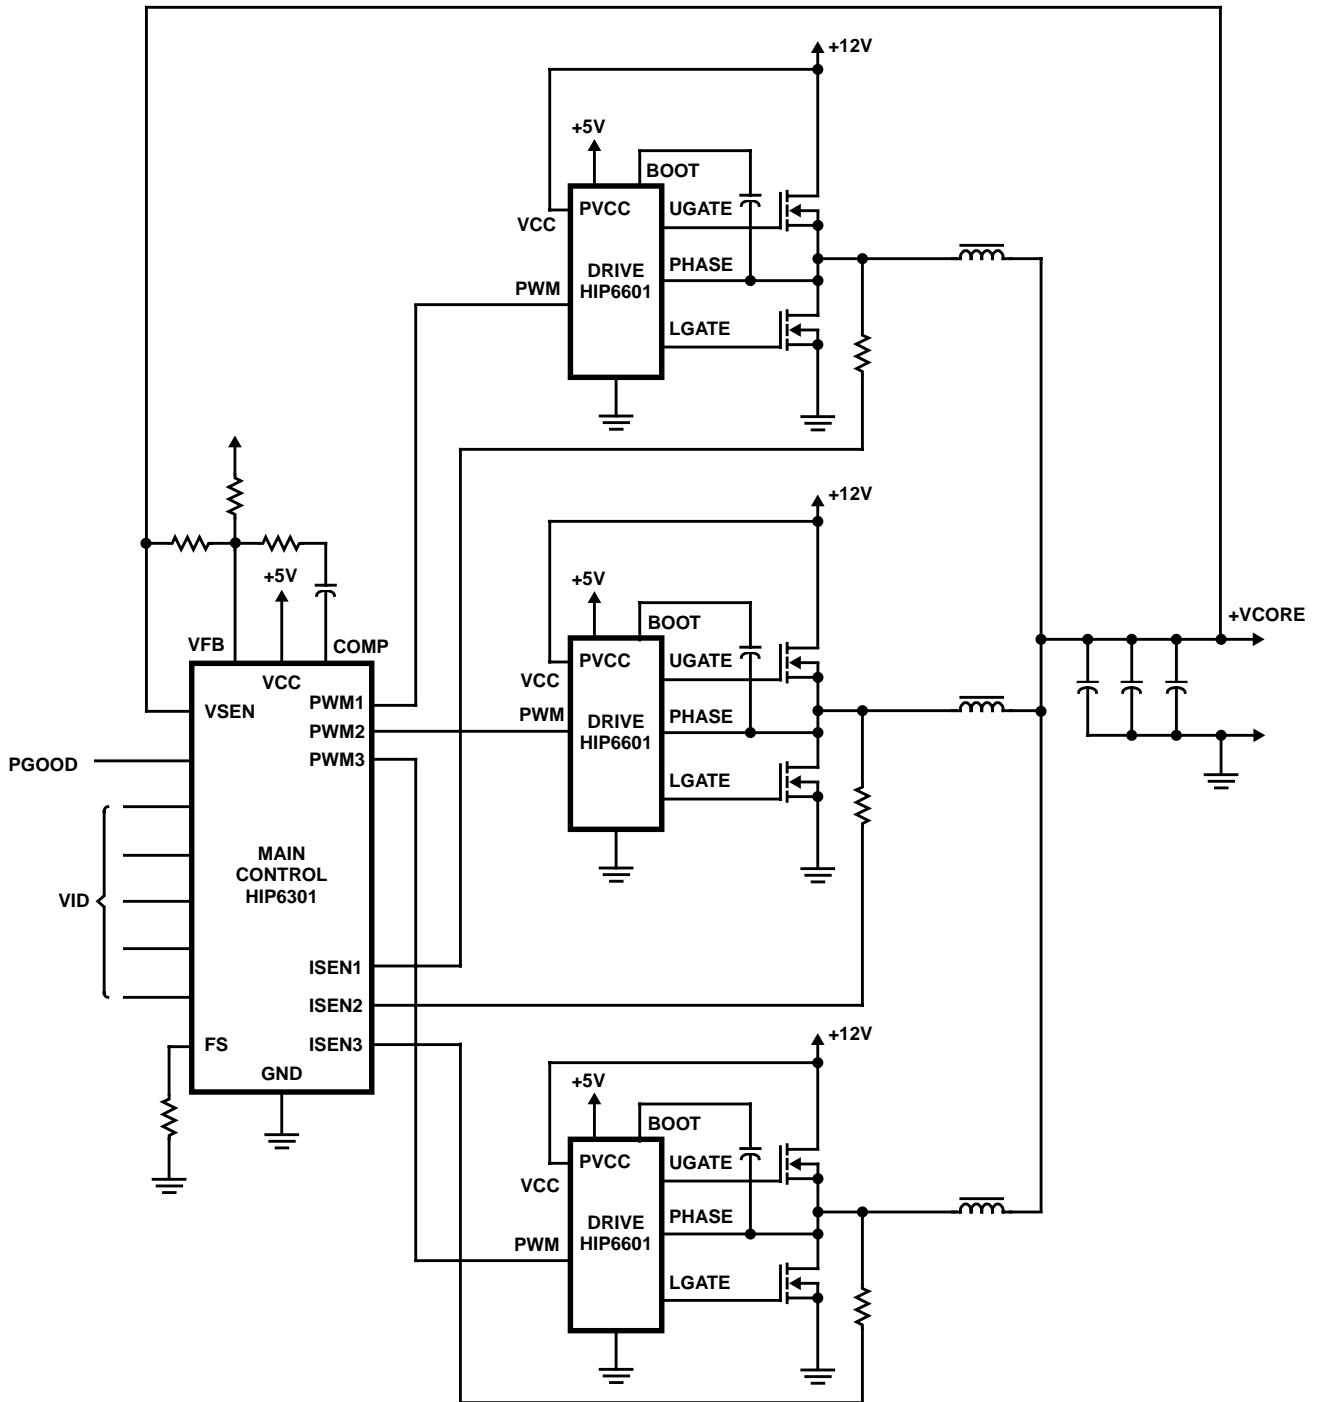 +12V
+5V
BOOT
PVCC
UGATE
VCC
DRIVE
HIP6601
PHASE
PWM
LGATE
+12V
+5V
BOOT
PVCC
UGATE
VCC
DRIVE
HIP6601
PHASE
PWM
LGATE
+VCORE
+5V
VFB
COMP
VCC
VSEN
PWM1
PWM2
PWM3
PGOOD
MAIN
CONTROL
HIP6301
VID
ISEN1
ISEN2
ISEN3
FS
GND
+12V
+5V
BOOT
PVCC
UGATE
VCC
DRIVE
HIP6601
PHASE
PWM
LGATE